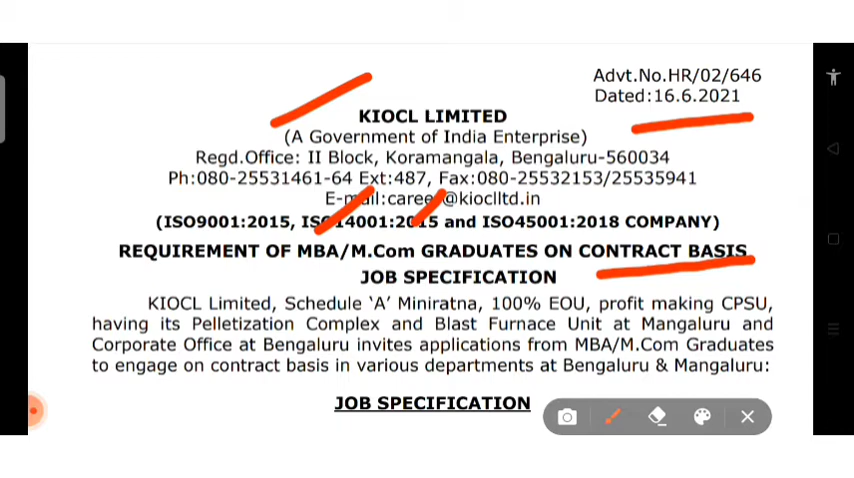 Advt.No.HR/02/646
Dated:16.6.2021
KIOCL LIMITED
(A Government of India Enterprise)
Regd.Office: II Block, Koramangala, Bengaluru-560034
Ph:080-25531461-64 Ext:487, Fax:080-25532153/25535941
E-mail:career@kioclltd.in
(ISO9001:2015, ISO14001:2015 and ISO45001:2018 COMPANY)
REQUIREMENT OF MBA/M.Com GRADUATES ON CONTRACT BASIS
JOB SPECIFICATION
KIOCL Limited, Schedule ‘A’ Miniratna, 100% EOU, profit making CPSU,
having its Pelletization Complex and Blast Furnace Unit at Mangaluru and
Corporate Office at Bengaluru invites applications from MBA/M.Com Graduates
to engage on contract basis in various departments at Bengaluru & Mangaluru:
JOB SPECIFICATION